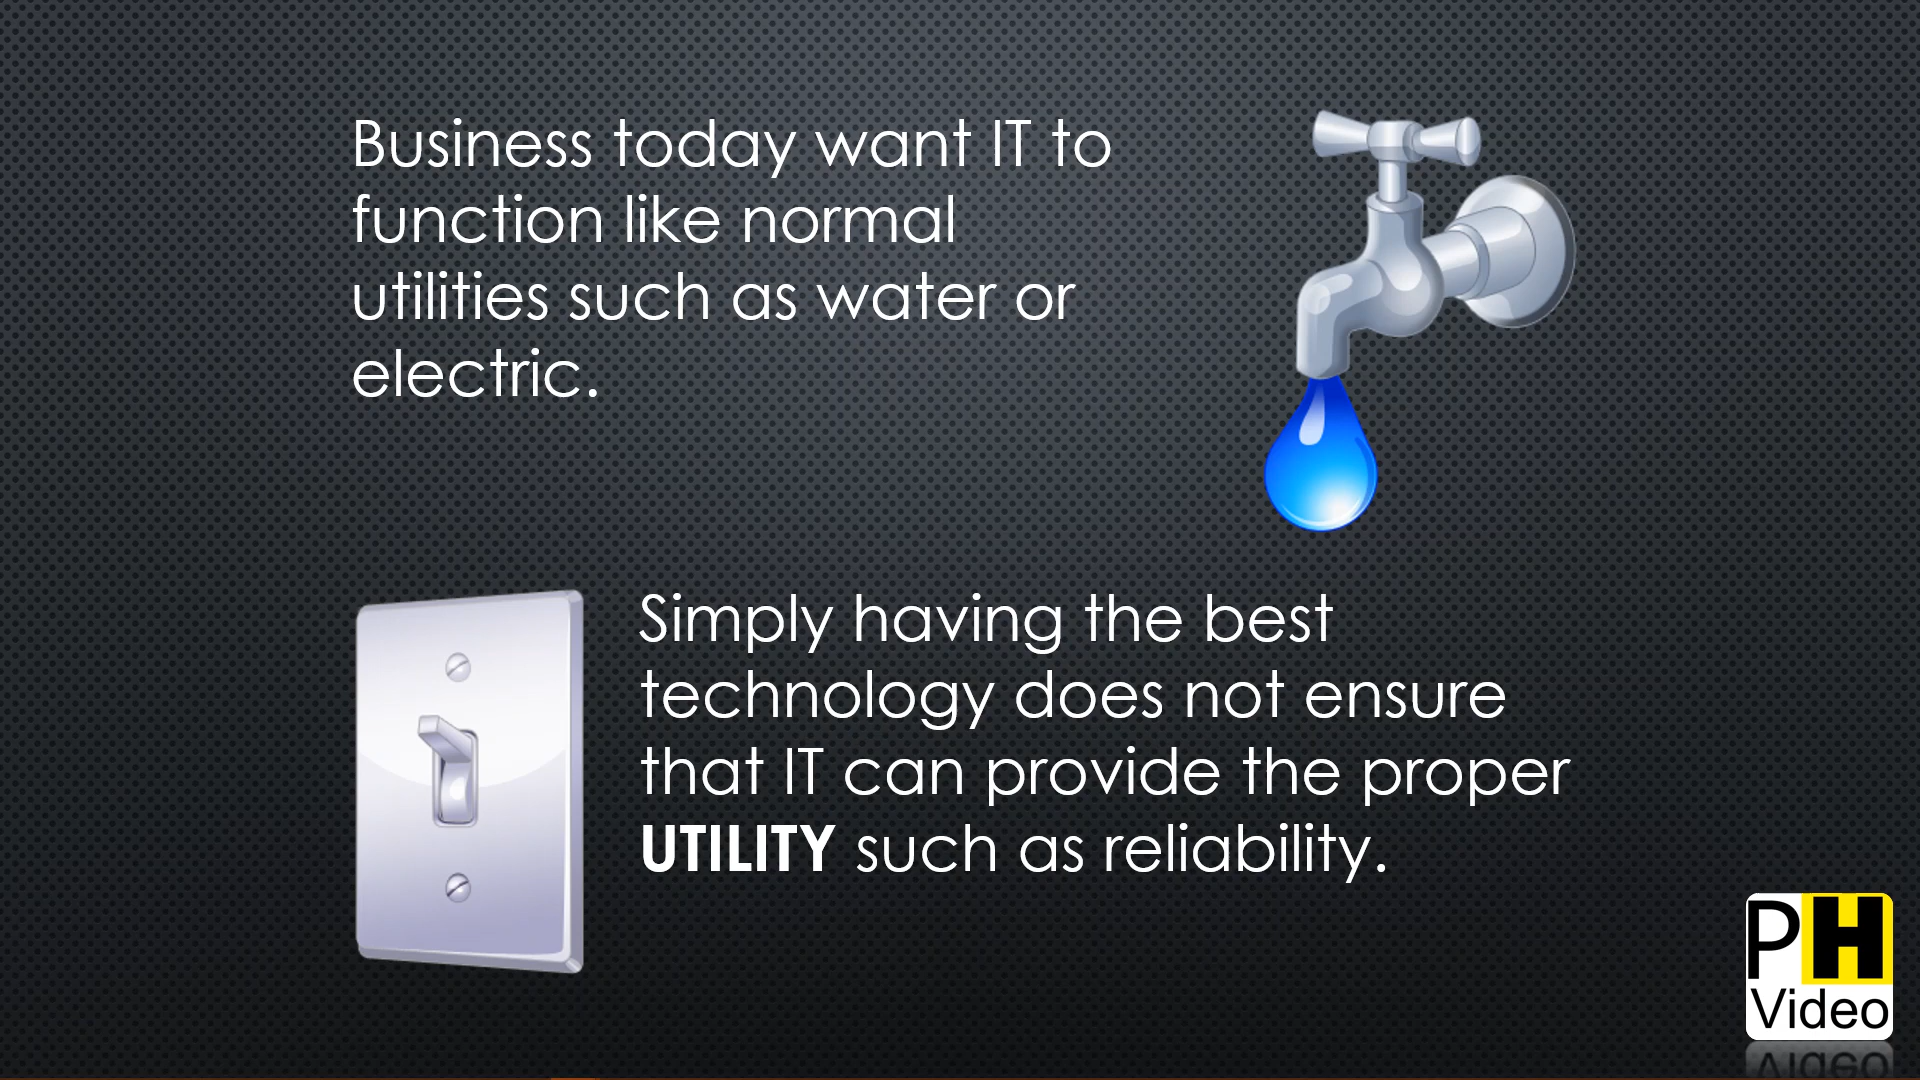 Business today want IT to
function like normal
utilities such as water or
electric.
Simply having the best
technology does not ensure
that IT can provide the proper
UTILITY such as reliability.
PH
Video